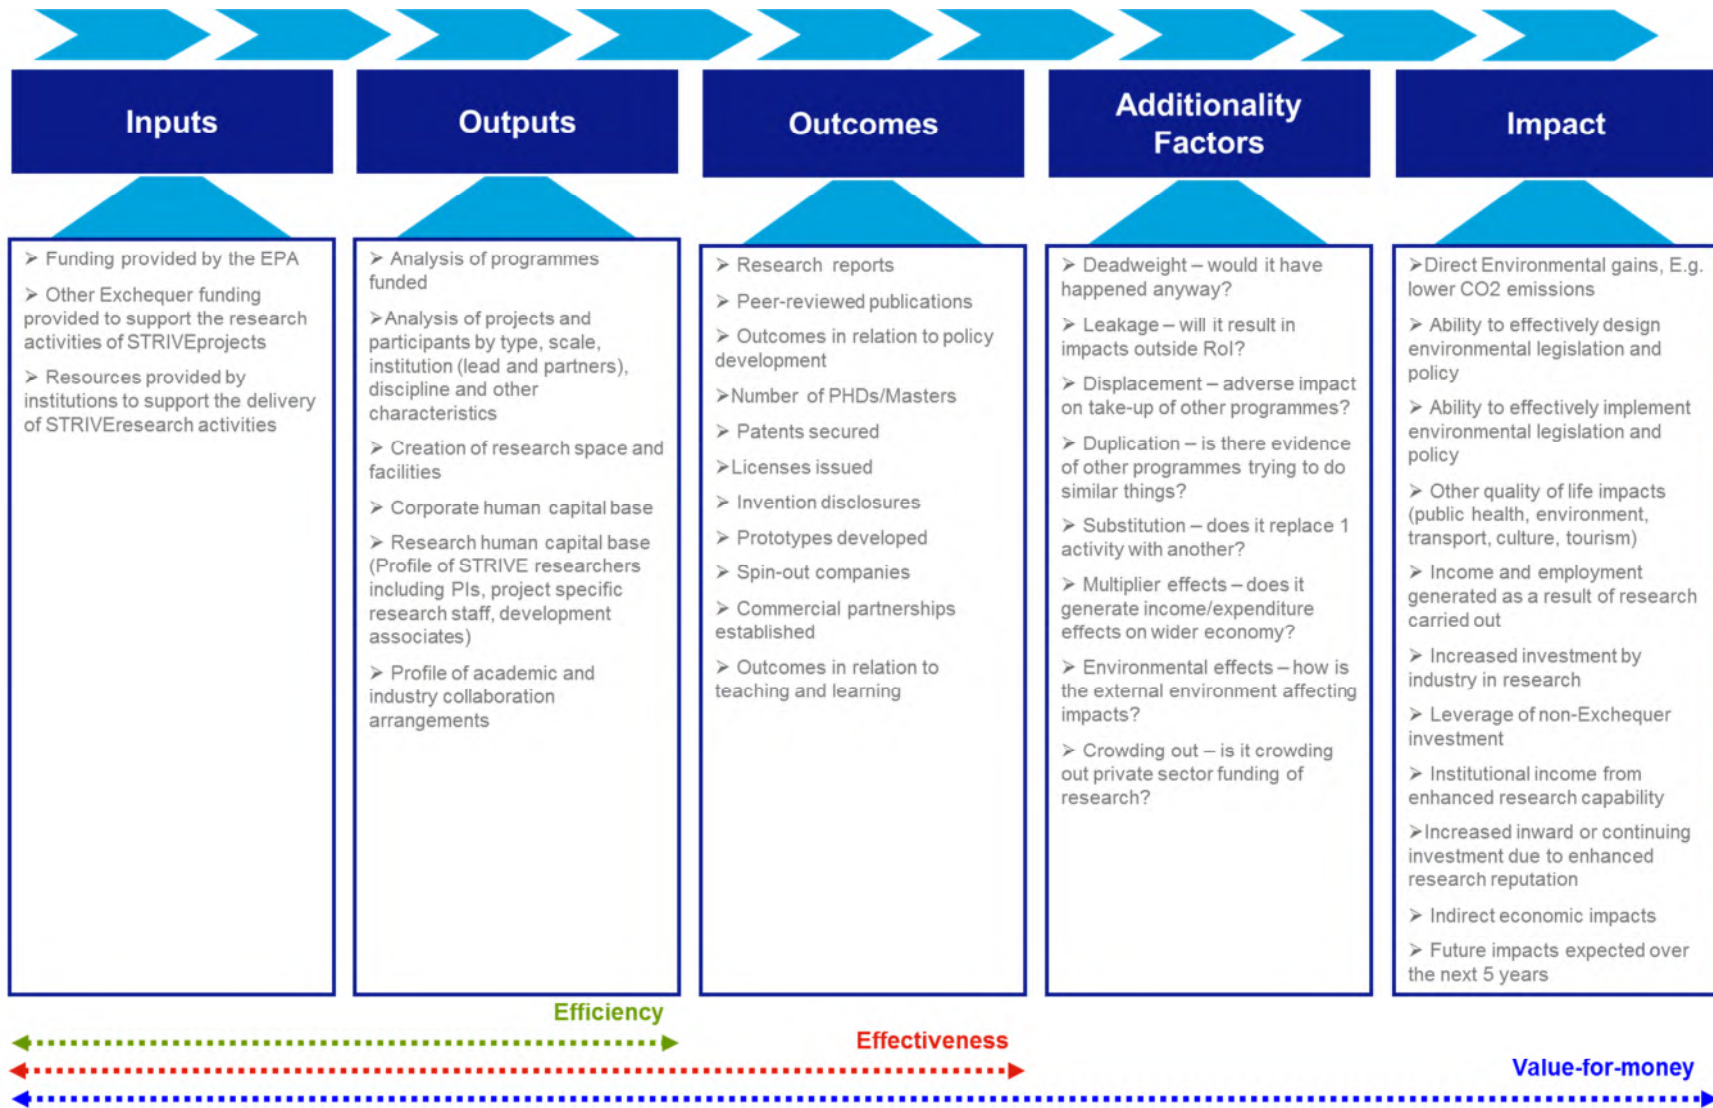 Inputs
Outputs
Outcomes
Additionality
Factors
Impact
➢ Funding provided by the EPA
➢ Other Exchequer funding
provided to support the research
activities of STRIVEprojects
➢ Resources provided by
institutions to support the delivery
of STRIVEresearch activities
➢ Analysis of programmes
funded
➢Analysis of projects and
participants by type, scale,
institution (lead and partners),
discipline and other
characteristics
➢ Creation of research space and
facilities
➢ Corporate human capital base
➢ Research human capital base
(Profile of STRIVE researchers
including PIs, project specific
research staff, development
associates)
➢ Profile of academic and
industry collaboration
arrangements
➢ Research reports
➢ Peer-reviewed publications
➢ Outcomes in relation to policy
development
➢Number of PHDs/Masters
➢ Patents secured
➢Licenses issued
➢ Invention disclosures
➢ Prototypes developed
➢ Spin-out companies
➢ Commercial partnerships
established
➢ Outcomes in relation to
teaching and learning
➢ Deadweight – would it have
happened anyway?
➢ Leakage – will it result in
impacts outside RoI?
➢ Displacement – adverse impact
on take-up of other programmes?
➢ Duplication – is there evidence
of other programmes trying to do
similar things?
➢ Substitution – does it replace 1
activity with another?
➢ Multiplier effects – does it
generate income/expenditure
effects on wider economy?
➢ Environmental effects – how is
the external environment affecting
impacts?
➢ Crowding out – is it crowding
out private sector funding of
research?
➢Direct Environmental gains, E.g.
lower CO2 emissions
➢ Ability to effectively design
environmental legislation and
policy
➢ Ability to effectively implement
environmental legislation and
policy
➢ Other quality of life impacts
(public health, environment,
transport, culture, tourism)
➢ Income and employment
generated as a result of research
carried out
➢ Increased investment by
industry in research
➢ Leverage of non-Exchequer
investment
➢ Institutional income from
enhanced research capability
➢Increased inward or continuing
investment due to enhanced
research reputation
➢ Indirect economic impacts
➢ Future impacts expected over
the next 5 years
Efficiency
Effectiveness
Value-for-money